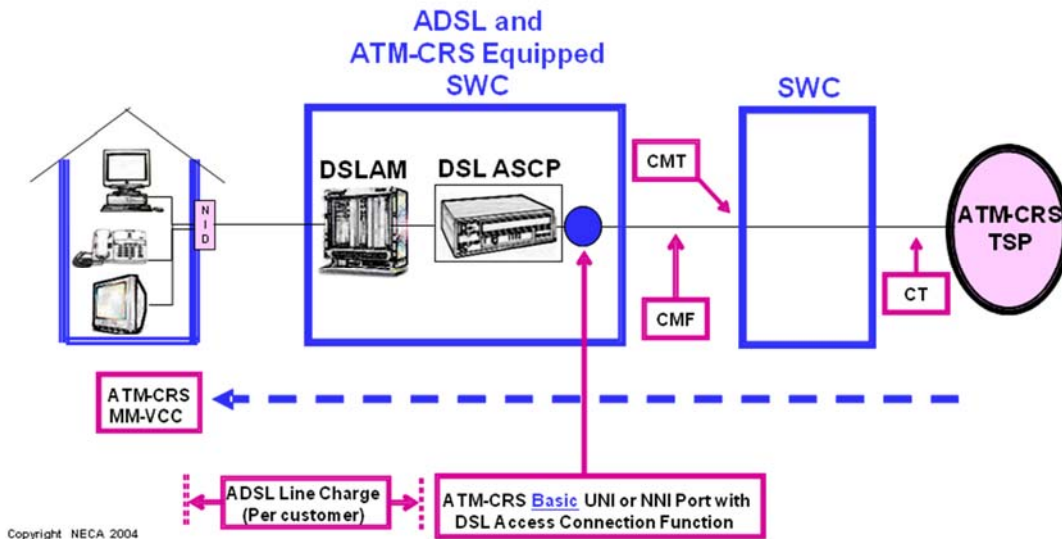 ADSL and
ATM-CRS Equipped
SWC
SWC
DSLAM
DSL ASCP
CMT
NID
ATM-CRS
TSP
CMF
CT
ATM-CRS
MM-VCC
ADSL Line Charge
(Per customer)
ATM-CRS Basic UNI or NNI Port with
DSL Access Connection Function
Copyright NECA 2004